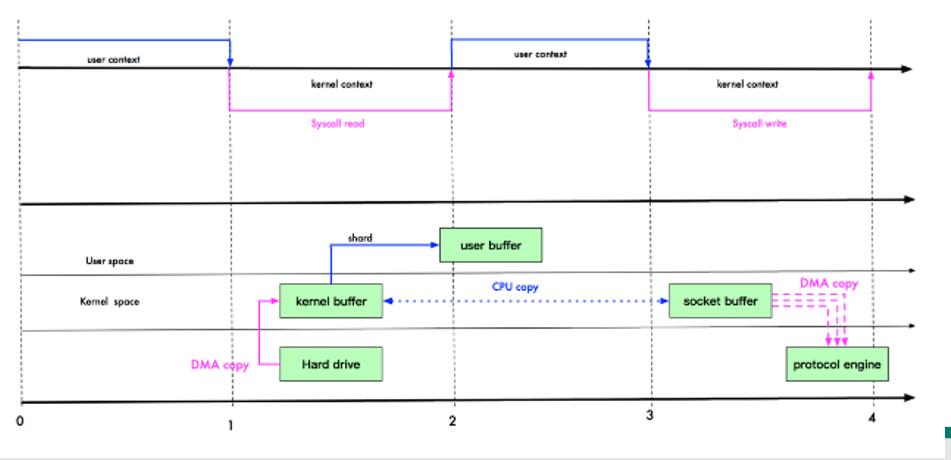 user context
user context
kernel context
kernel context
Syscall read
Syscall write
shard
user buffer
User space
Kernel space
kernel buffer
CPU copy
socket buffer
DMA copy
DMA copy
Hard drive
protocol engine
0
1
2
3
4